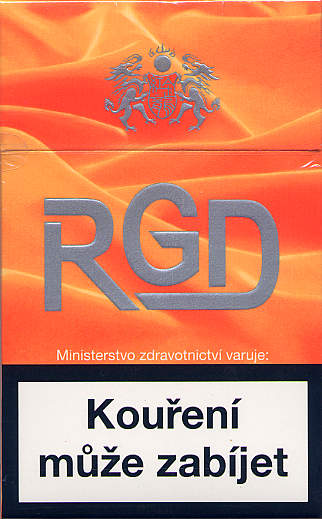 RGD
Ministerstvo zdravotnictví varuje:
Kouření
může zabíjet